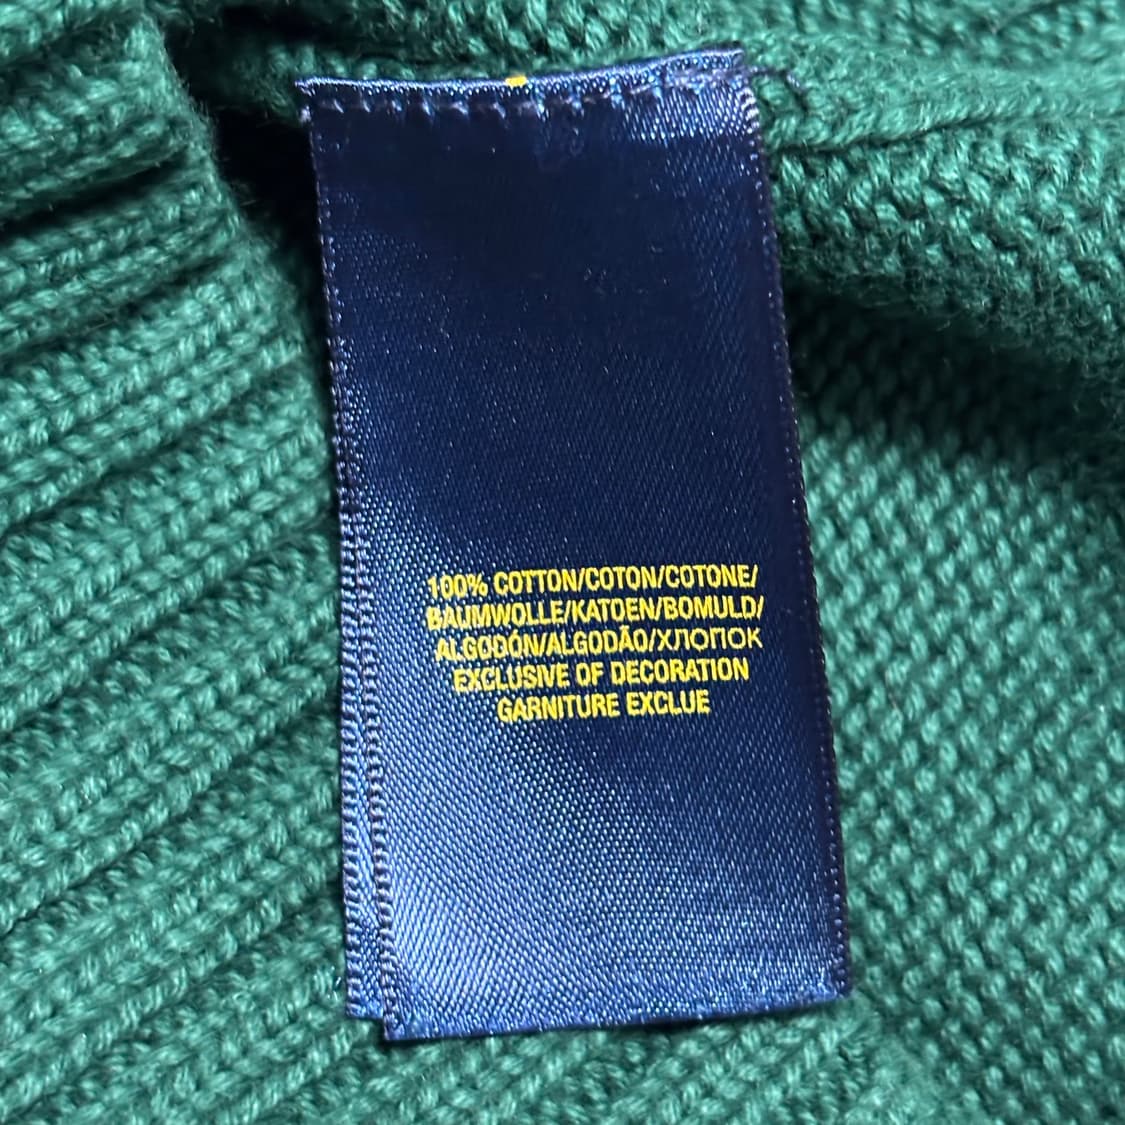 100% COTTON/COTON/COTONE/
BAUMWOLLE/KATOEN/BOMULD/
ALGODÓN/ALGODÃO/ХЛОПОК
EXCLUSIVE OF DECORATION
GARNITURE EXCLUE